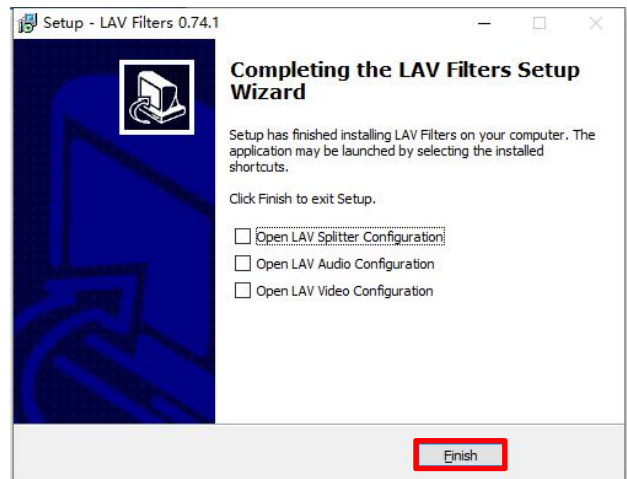 Setup - LAV Filters 0.74.1
Completing the LAV Filters Setup
Wizard
Setup has finished installing LAV Filters on your computer. The
application may be launched by selecting the installed
shortcuts.
Click Finish to exit Setup.
Open LAV Splitter Configuration
Open LAV Audio Configuration
Open LAV Video Configuration
Finish